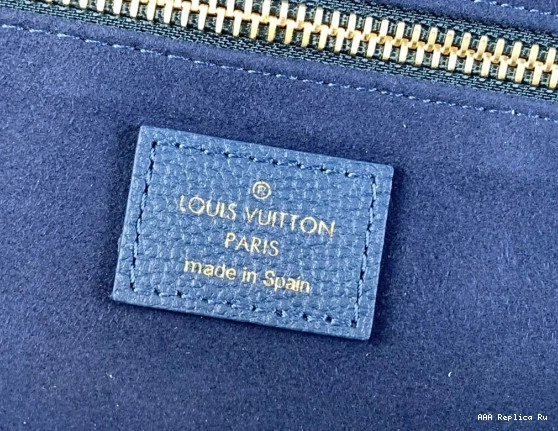 ®
LOUIS VUITTON
PARIS
made in Spain
AAA Replica Ru